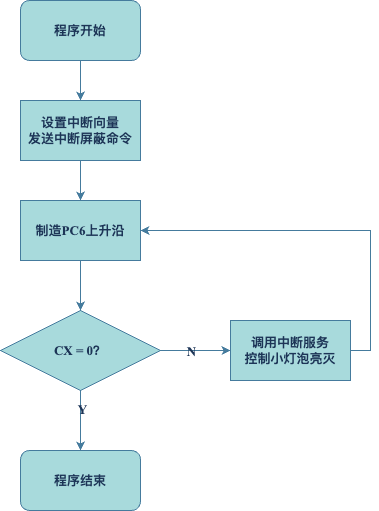 程序开始
设置中断向量
发送中断屏蔽命令
制造PC6上升沿
CX = 0?
N
调用中断服务
控制小灯泡亮灭
Y
程序结束